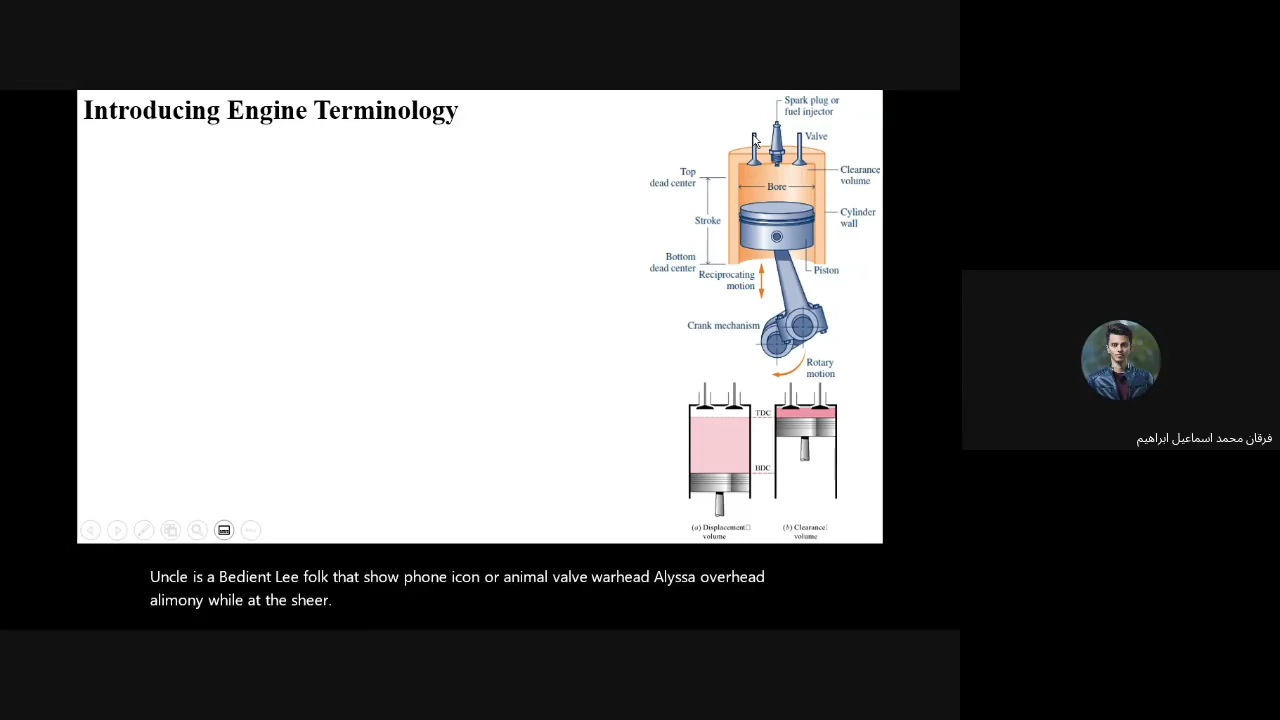 Introducing Engine Terminology
Spark plug or
fuel injector
Valve
Top
dead center
Clearance
volume
Bore
Stroke
Cylinder
wall
Bottom
dead center
Reciprocating
motion
Piston
Crank mechanism
Rotary
motion
TDC
BDC
(a) Displacement
volume
(b) Clearance
volume
Uncle is a Bedient Lee folk that show phone icon or animal valve warhead Alyssa overhead
alimony while at the sheer.
فرقان محمد اسماعيل ابراهيم